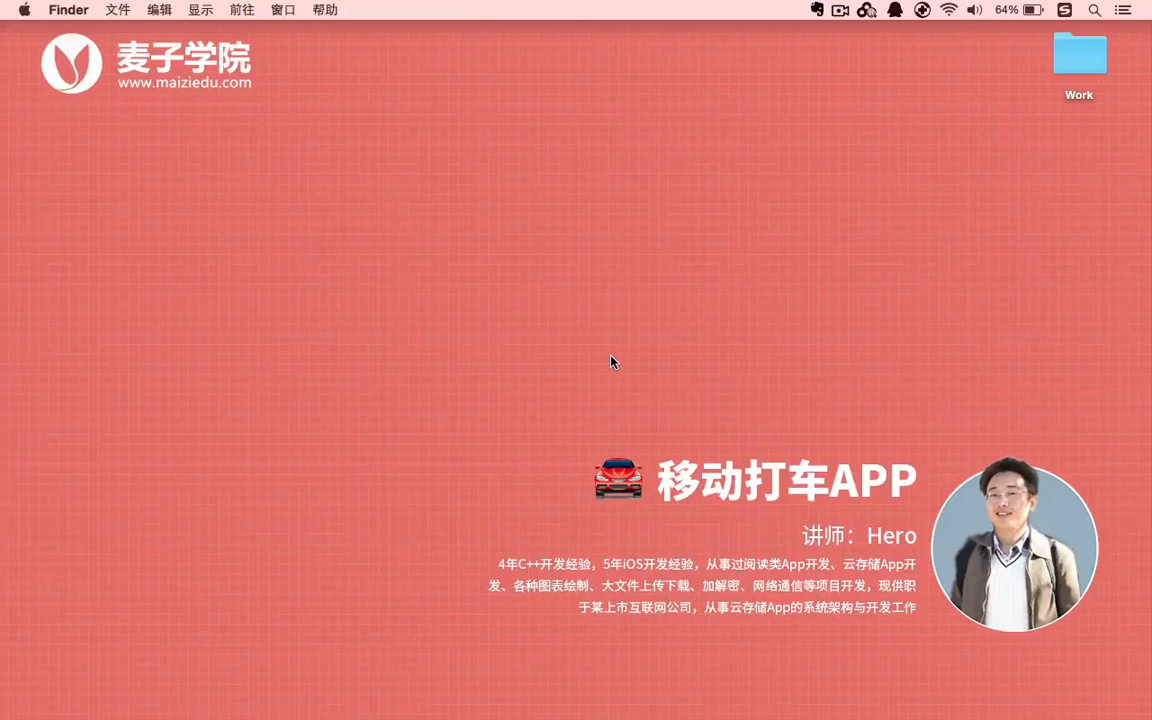 Finder 文件 编辑 显示 前往 窗口 帮助 64%
麦子学院
www.maiziedu.com
Work
移动打车APP
讲师：Hero
4年C++开发经验，5年iOS开发经验，从事过阅读类App开发、云存储App开
发、各种图表绘制、大文件上传下载、加解密、网络通信等项目开发，现供职
于某上市互联网公司，从事云存储App的系统架构与开发工作